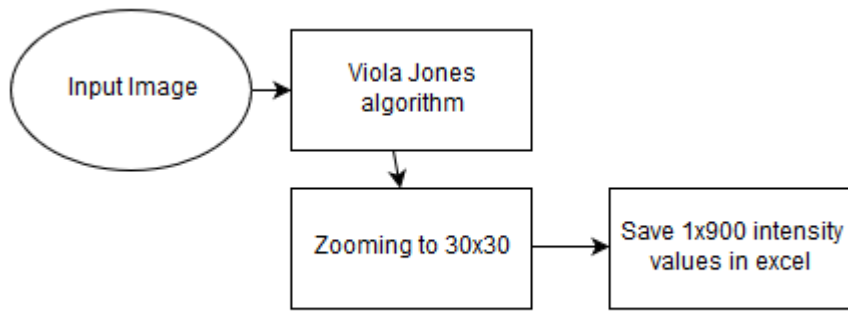 Input Image
Viola Jones
algorithm
Zooming to 30x30
Save 1x900 intensity
values in excel